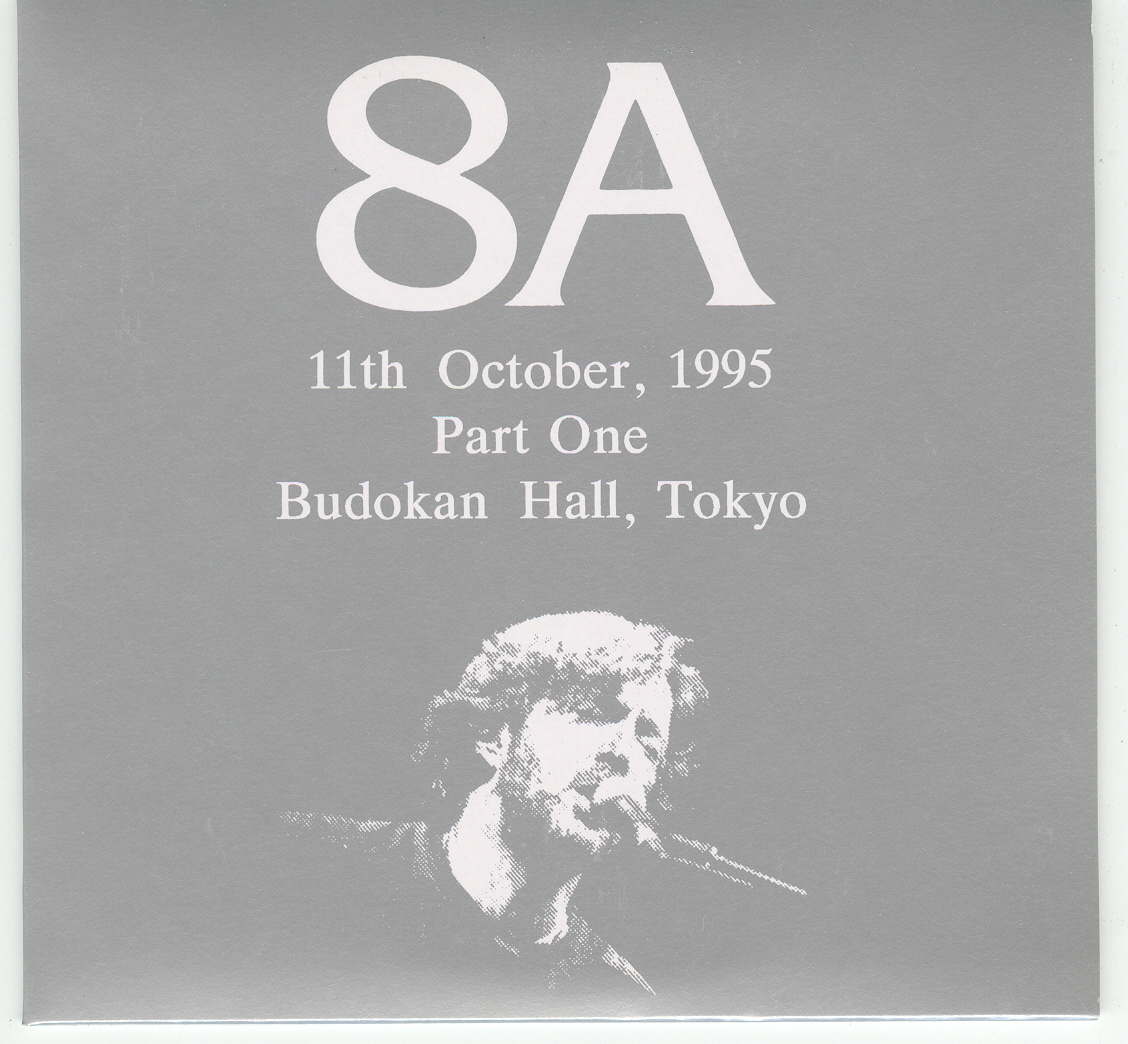 8A
11th October, 1995
Part One
Budokan Hall, Tokyo